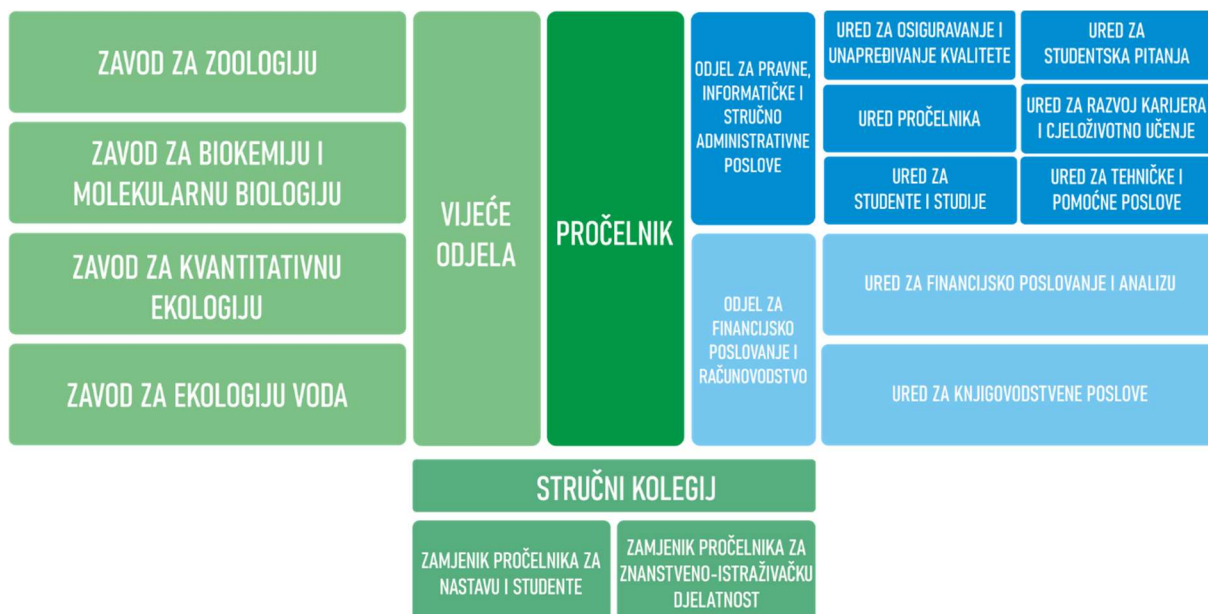 ZAVOD ZA ZOOLOGIJU
ZAVOD ZA BIOKEMIJU I
MOLEKULARNU BIOLOGIJU
ZAVOD ZA KVANTITATIVNU
EKOLOGIJU
ZAVOD ZA EKOLOGIJU VODA
VIJEĆE
ODJELA
PROČELNIK
ODJEL ZA PRAVNE,
INFORMATIČKE I
STRUČNO
ADMINISTRATIVNE
POSLOVE
URED ZA OSIGURAVANJE I
UNAPREĐIVANJE KVALITETE
URED ZA
STUDENTSKA PITANJA
URED PROČELNIKA
URED ZA RAZVOJ KARIJERA
I CJELOŽIVOTNO UČENJE
URED ZA
STUDENTE I STUDIJE
URED ZA TEHNIČKE I
POMOĆNE POSLOVE
ODJEL ZA
FINANCIJSKO
POSLOVANJE I
RAČUNOVODSTVO
URED ZA FINANCIJSKO POSLOVANJE I ANALIZU
URED ZA KNJIGOVODSTVENE POSLOVE
STRUČNI KOLEGIJ
ZAMJENIK PROČELNIKA ZA
NASTAVU I STUDENTE
ZAMJENIK PROČELNIKA ZA
ZNANSTVENO-ISTRAŽIVAČKU
DJELATNOST